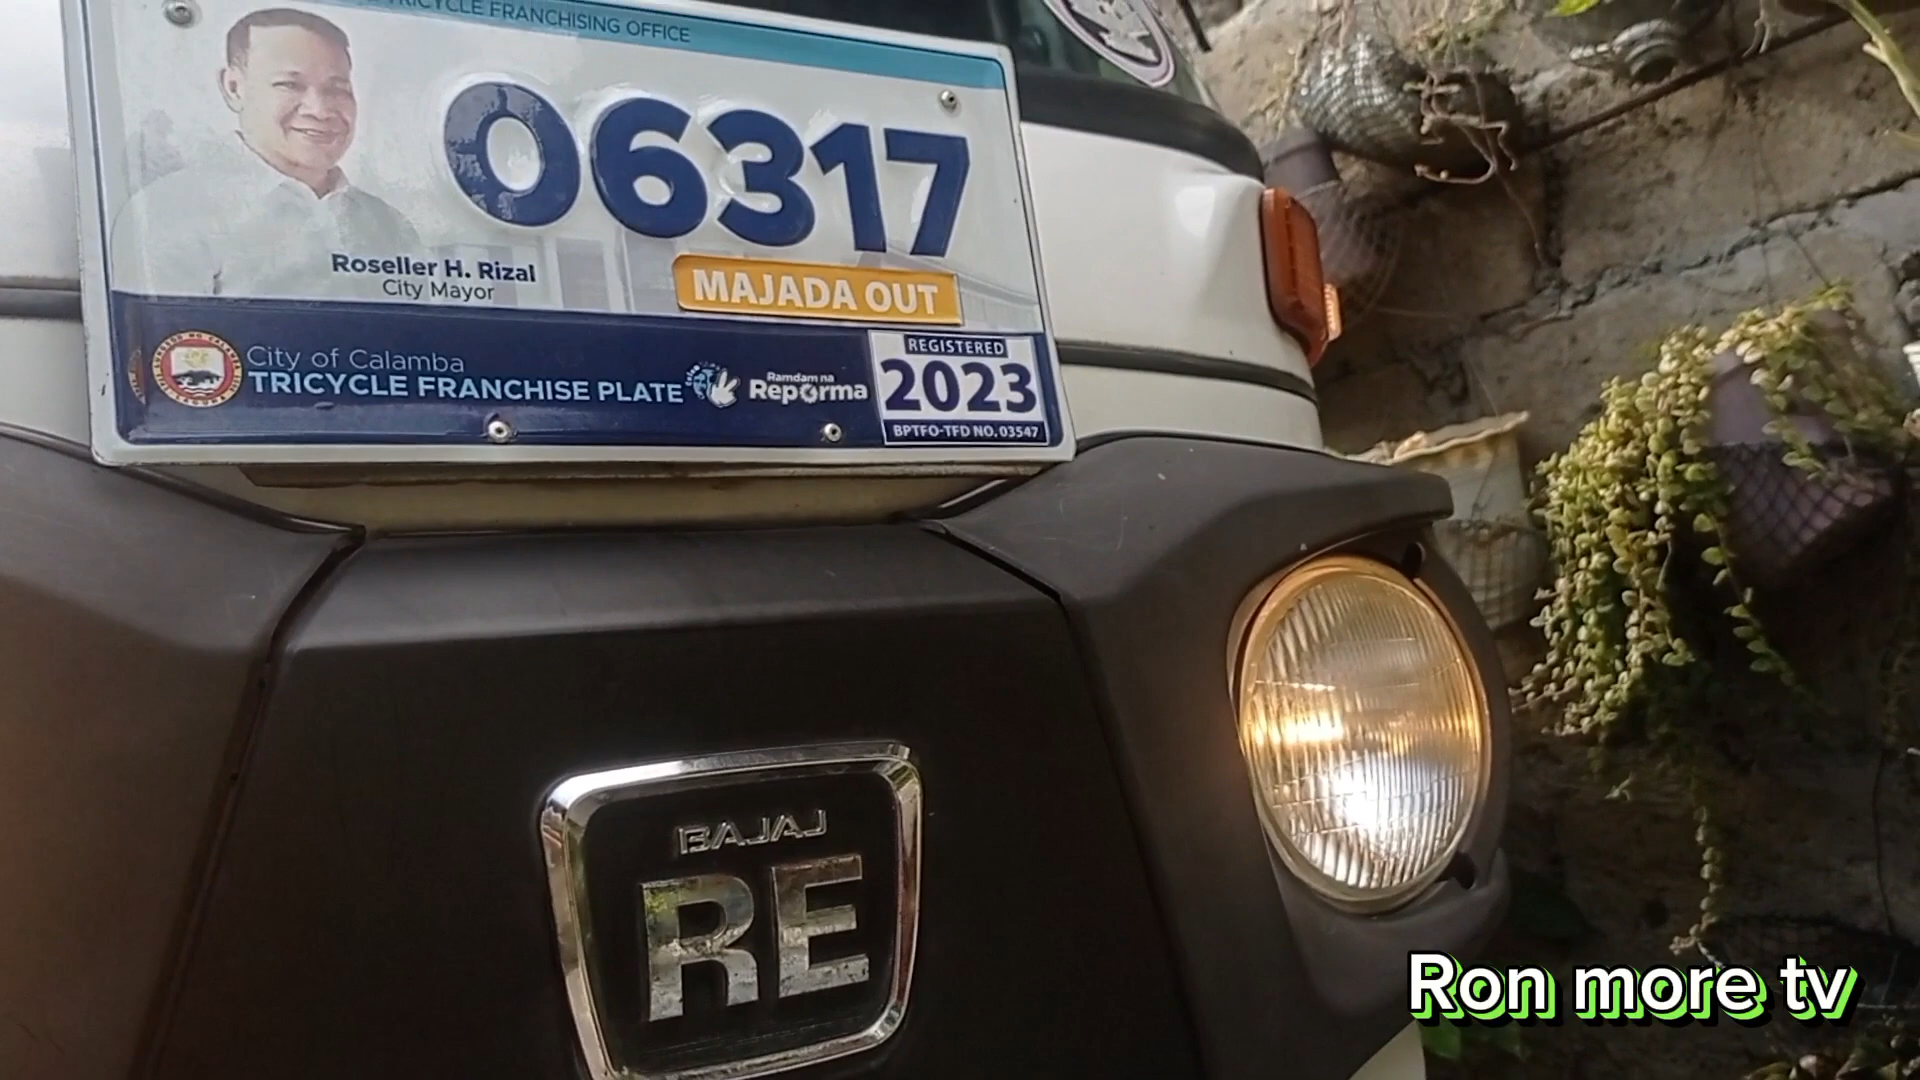 TRICYCLE FRANCHISING OFFICE
06317
Roseller H. Rizal
City Mayor
MAJADA OUT
City of Calamba
TRICYCLE FRANCHISE PLATE
Ramdam na
Reporma
REGISTERED
2023
BPTFO-TFD NO. 03547
BAJAJ
RE
Ron more tv